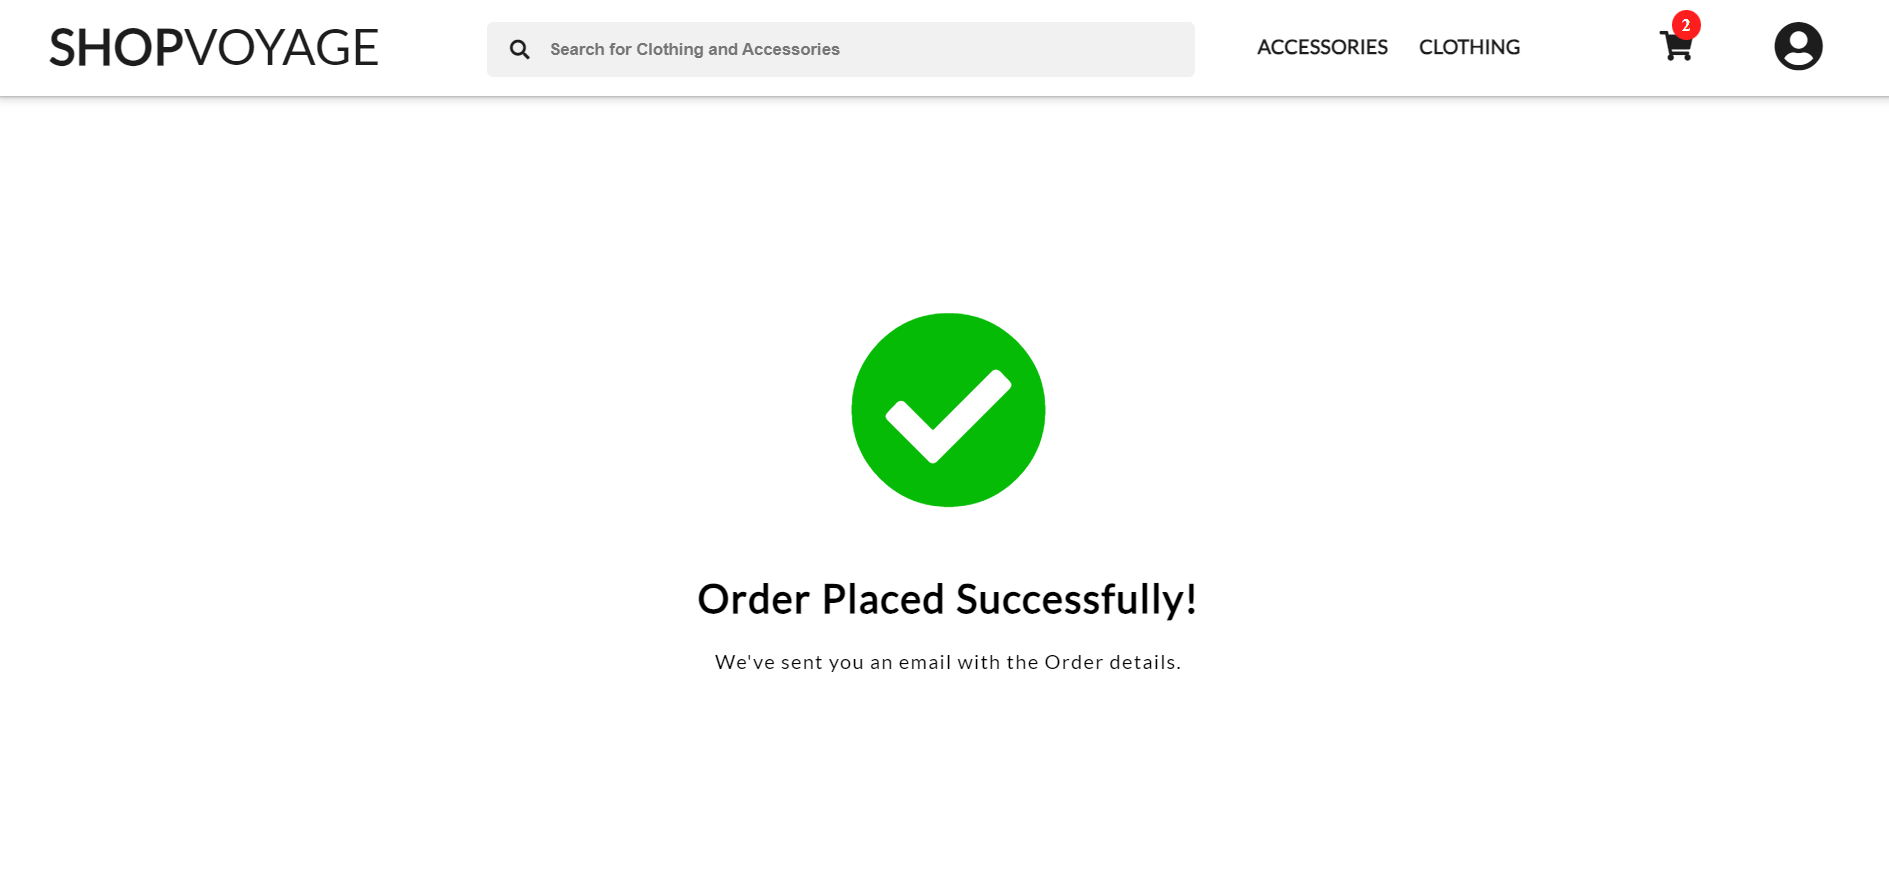 SHOPVOYAGE
Search for Clothing and Accessories
ACCESSORIES
CLOTHING
2
Order Placed Successfully!
We've sent you an email with the Order details.